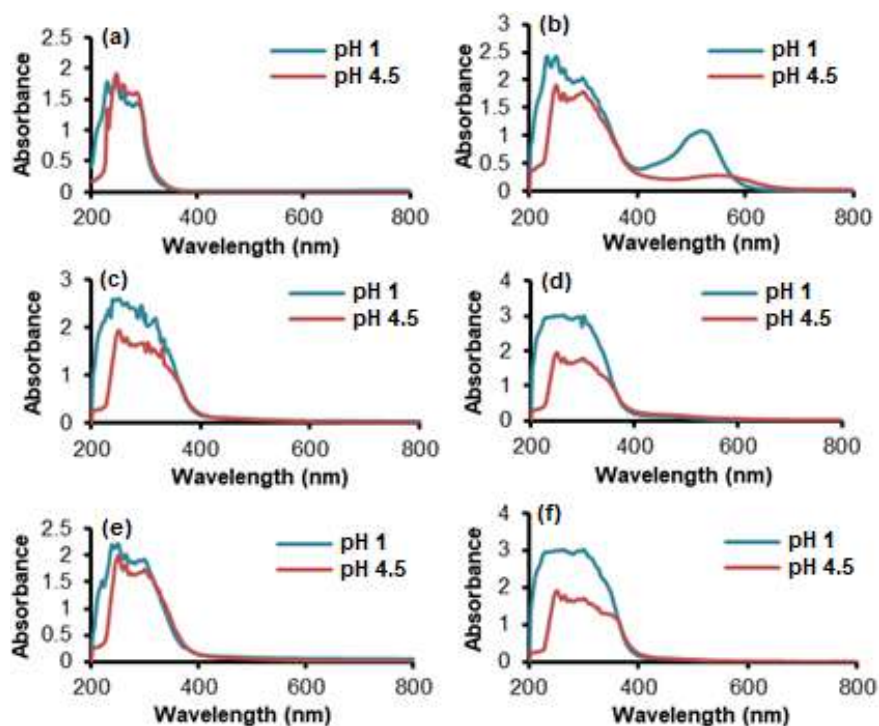 (a)
pH 1
pH 4.5
Absorbance
2.5
2
1.5
1
0.5
0
200 400 600 800
Wavelength (nm)
(b)
pH 1
pH 4.5
Absorbance
3
2.5
2
1.5
1
0.5
0
200 400 600 800
Wavelength (nm)
(c)
pH 1
pH 4.5
Absorbance
3
2
1
0
200 400 600 800
Wavelength (nm)
(d)
pH 1
pH 4.5
Absorbance
4
3
2
1
0
200 400 600 800
Wavelength (nm)
(e)
pH 1
pH 4.5
Absorbance
2.5
2
1.5
1
0.5
0
200 400 600 800
Wavelength (nm)
(f)
pH 1
pH 4.5
Absorbance
4
3
2
1
0
200 400 600 800
Wavelength (nm)